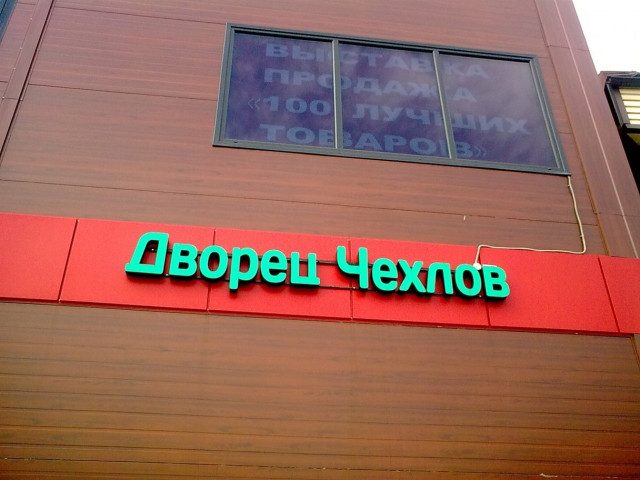 ВЫСТАВКА
ПРОДАЖА
«100 ЛУЧШИХ
ТОВАРОВ»
Дворец Чехлов